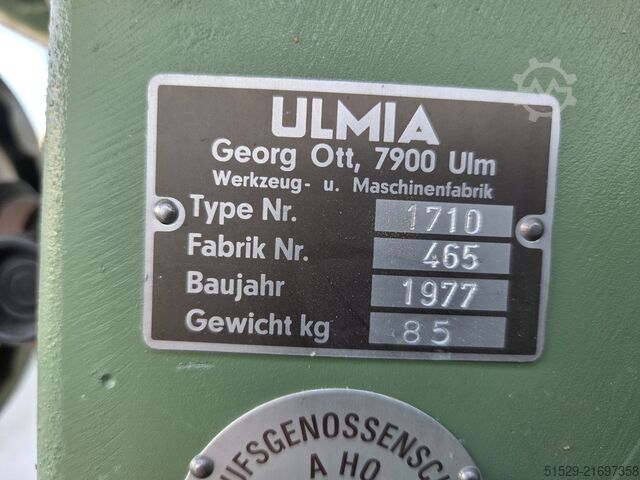 ULMIA
Georg Ott, 7900 Ulm
Werkzeug- u. Maschinenfabrik
Type Nr. 1710
Fabrik Nr. 465
Baujahr 1977
Gewicht kg 85
UFSGENOSSENSCH
A HO
51529-21697358